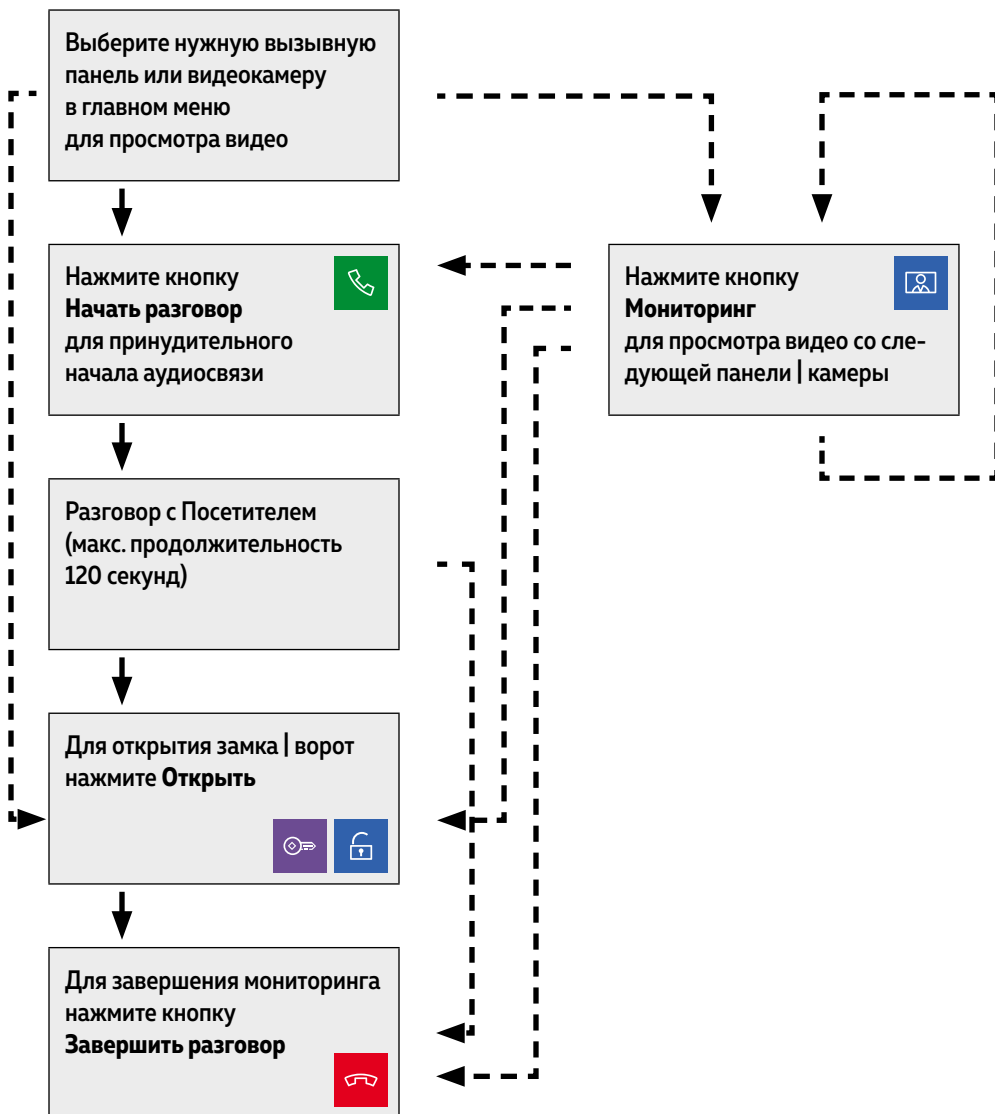 Выберите нужную вызывную
панель или видеокамеру
в главном меню
для просмотра видео
Нажмите кнопку
Начать разговор
для принудительного
начала аудиосвязи
Нажмите кнопку
Мониторинг
для просмотра видео со сле-
дующей панели | камеры
Разговор с Посетителем
(макс. продолжительность
120 секунд)
Для открытия замка | ворот
нажмите Открыть
Для завершения мониторинга
нажмите кнопку
Завершить разговор